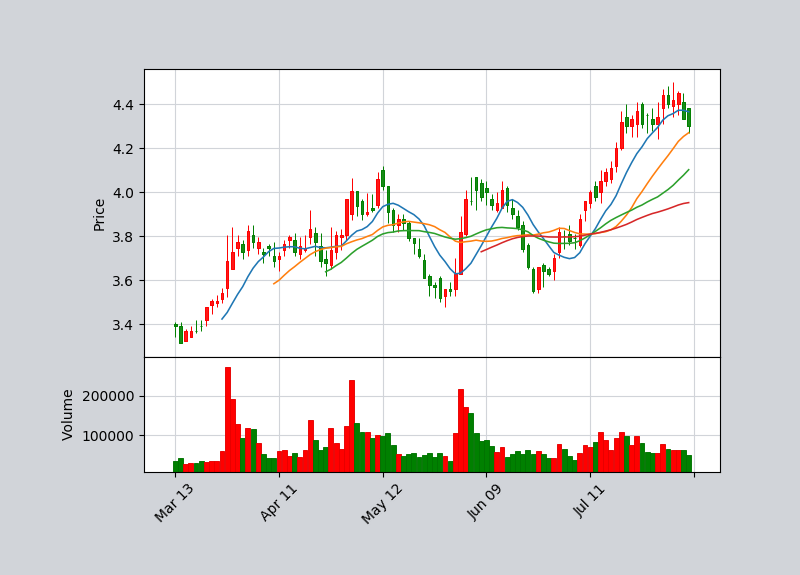 Price
4.4
4.2
4.0
3.8
3.6
3.4
Volume
200000
100000
Mar 13
Apr 11
May 12
Jun 09
Jul 11